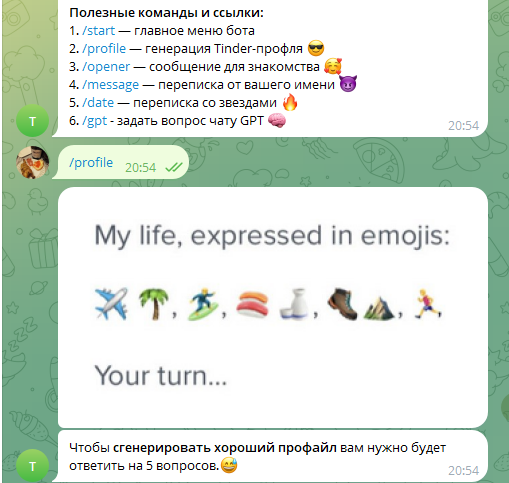 Полезные команды и ссылки:
1. /start — главное меню бота
2. /profile — генерация Tinder-профля 😎
3. /opener — сообщение для знакомства 🥰
4. /message — переписка от вашего имени 😈
5. /date — переписка со звездами 🔥
6. /gpt - задать вопрос чату GPT 🧠
20:54
T
/profile 20:54
My life, expressed in emojis:
✈️🌴, 🏄, 🍣🍶, 🥾⛰️, 🏃
Your turn...
Чтобы сгенерировать хороший профайл вам нужно будет
ответить на 5 вопросов.😅
20:54
T